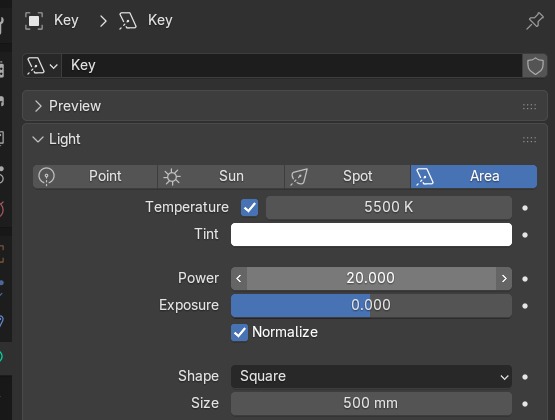 Key > Key
Key
Preview
Light
Point Sun Spot Area
Temperature 5500 K
Tint
Power 20.000
Exposure 0.000
Normalize
Shape Square
Size 500 mm